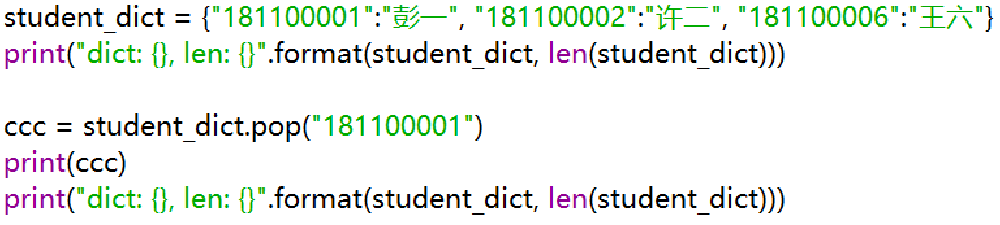 student_dict = {"181100001":"彭一", "181100002":"许二", "181100006":"王六"}
print("dict: {}, len: {}".format(student_dict, len(student_dict)))
ccc = student_dict.pop("181100001")
print(ccc)
print("dict: {}, len: {}".format(student_dict, len(student_dict)))